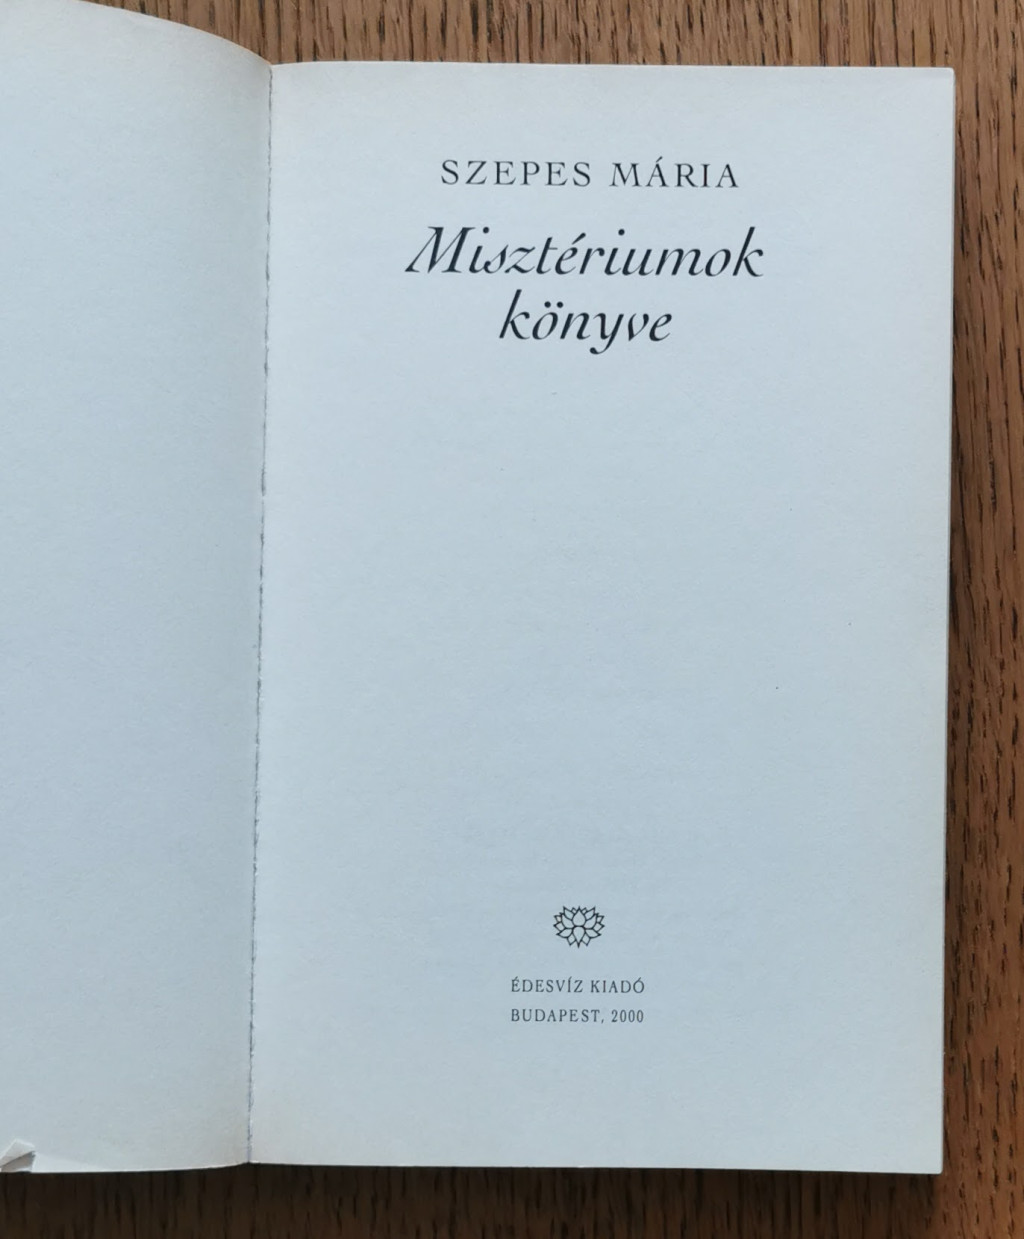 SZEPES MÁRIA
Misztériumok
könyve
ÉDESVÍZ KIADÓ
BUDAPEST, 2000